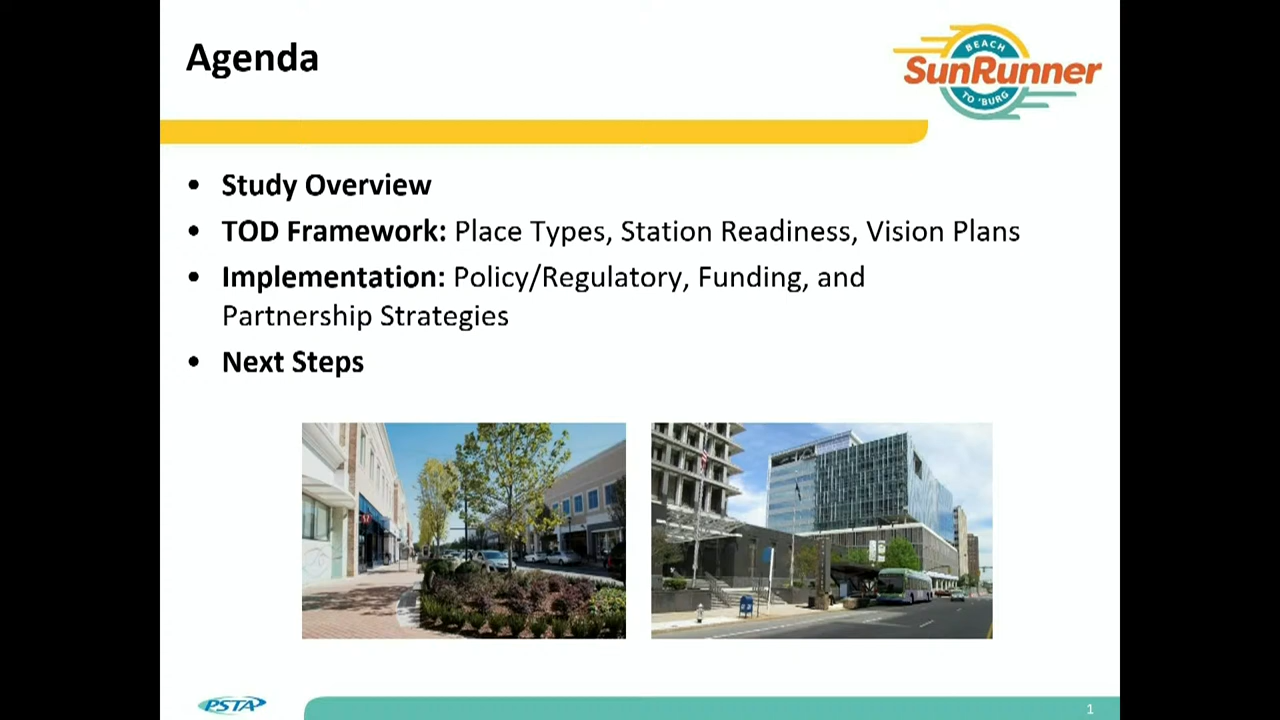 Agenda
BEACH
SunRunner
TO 'BURG
• Study Overview
• TOD Framework: Place Types, Station Readiness, Vision Plans
• Implementation: Policy/Regulatory, Funding, and
Partnership Strategies
• Next Steps
PSTA
1